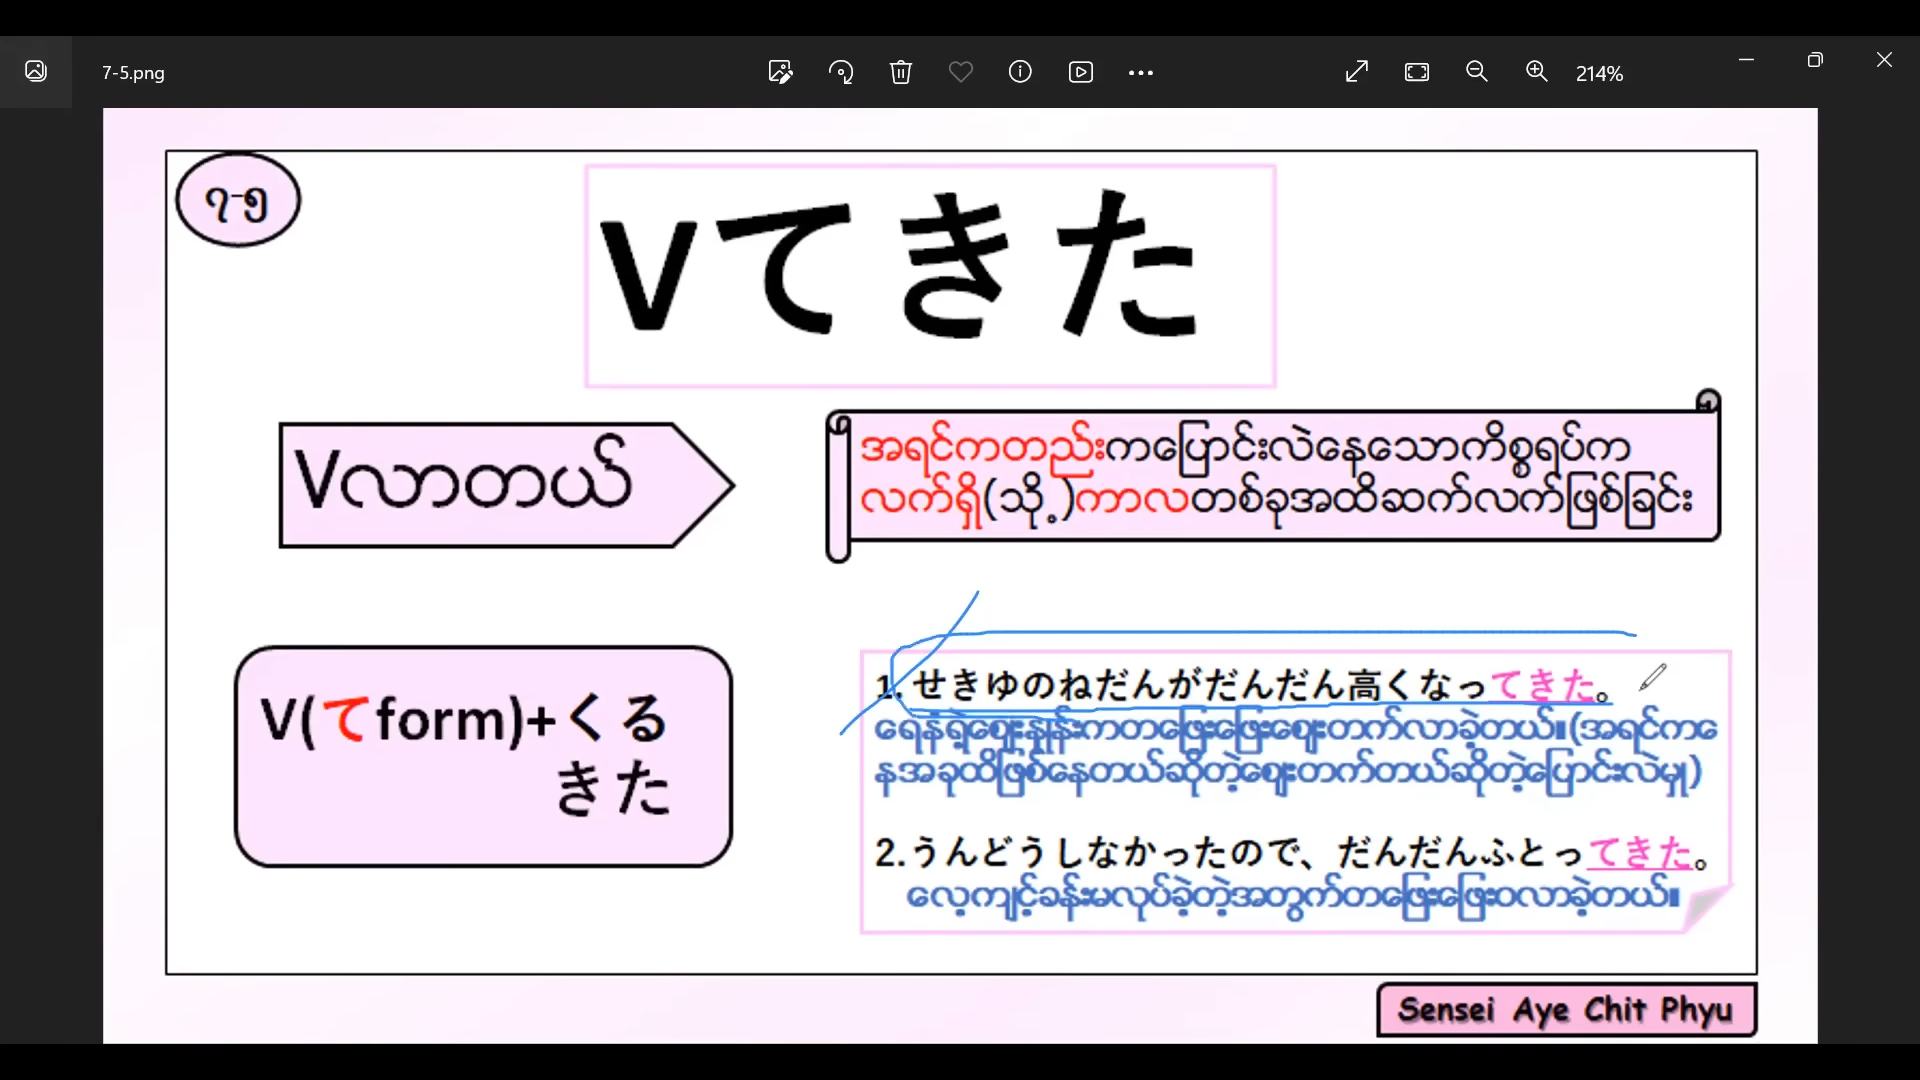 7-5.png
214%
၇-၅
Vてきた
Vလာတယ်
အရင်ကတည်းကပြောင်းလဲနေသောကိစ္စရပ်က
လက်ရှိ(သို့)ကာလတစ်ခုအထိဆက်လက်ဖြစ်ခြင်း
V(てform)+くる
きた
1. せきゆのねだんがだんだん高くなってきた。
ရေနံရဲ့ဈေးနှုန်းကတဖြေးဖြေးဈေးတက်လာခဲ့တယ်။(အရင်ကနေ
နအခုထိဖြစ်နေတယ်ဆိုတဲ့ဈေးတက်တယ်ဆိုတဲ့ပြောင်းလဲမှု)
2.うんどうしなかったので、だんだんふとってきた。
လေ့ကျင့်ခန်းမလုပ်ခဲ့တဲ့အတွက်တဖြေးဖြေးဝလာခဲ့တယ်။
Sensei Aye Chit Phyu